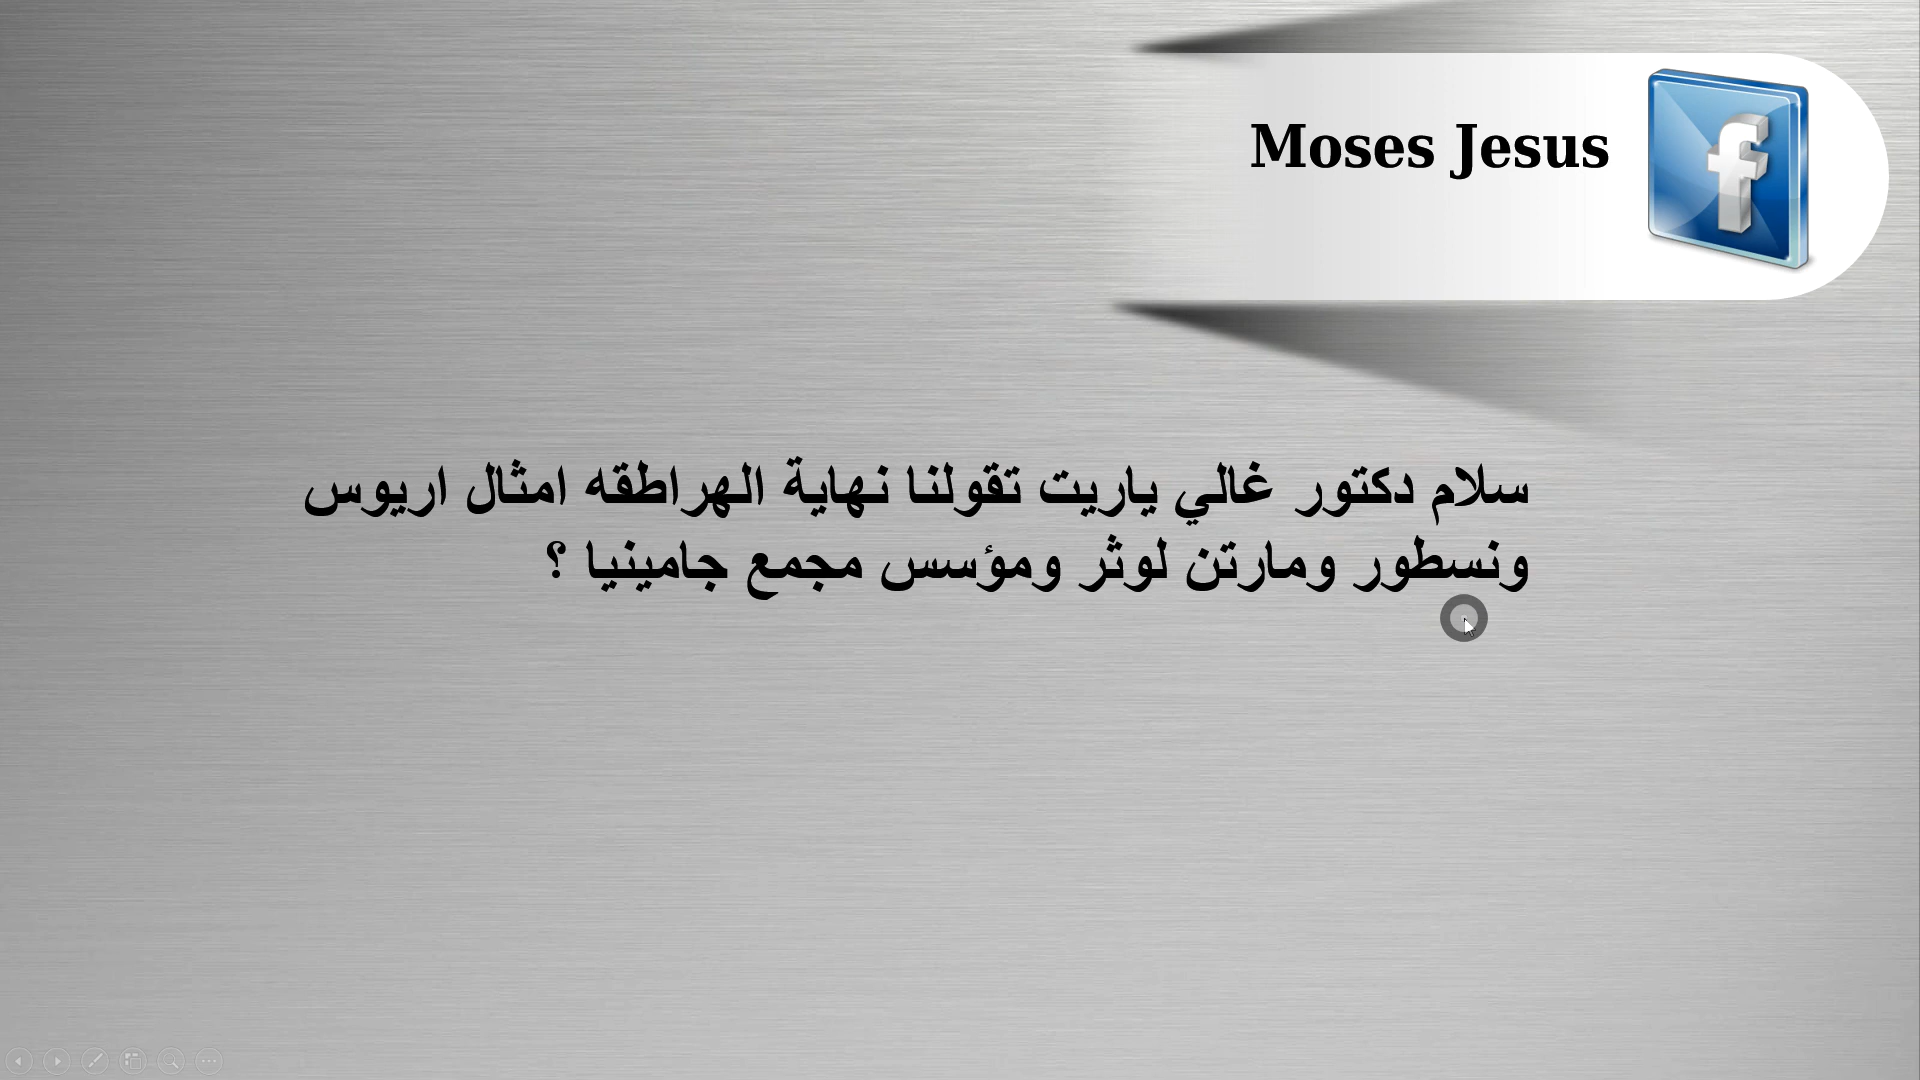 Moses Jesus
سلام دكتور غالي ياريت تقولنا نهاية الهراطقه امثال اريوس
ونسطور ومارتن لوثر ومؤسس مجمع جامينيا ؟